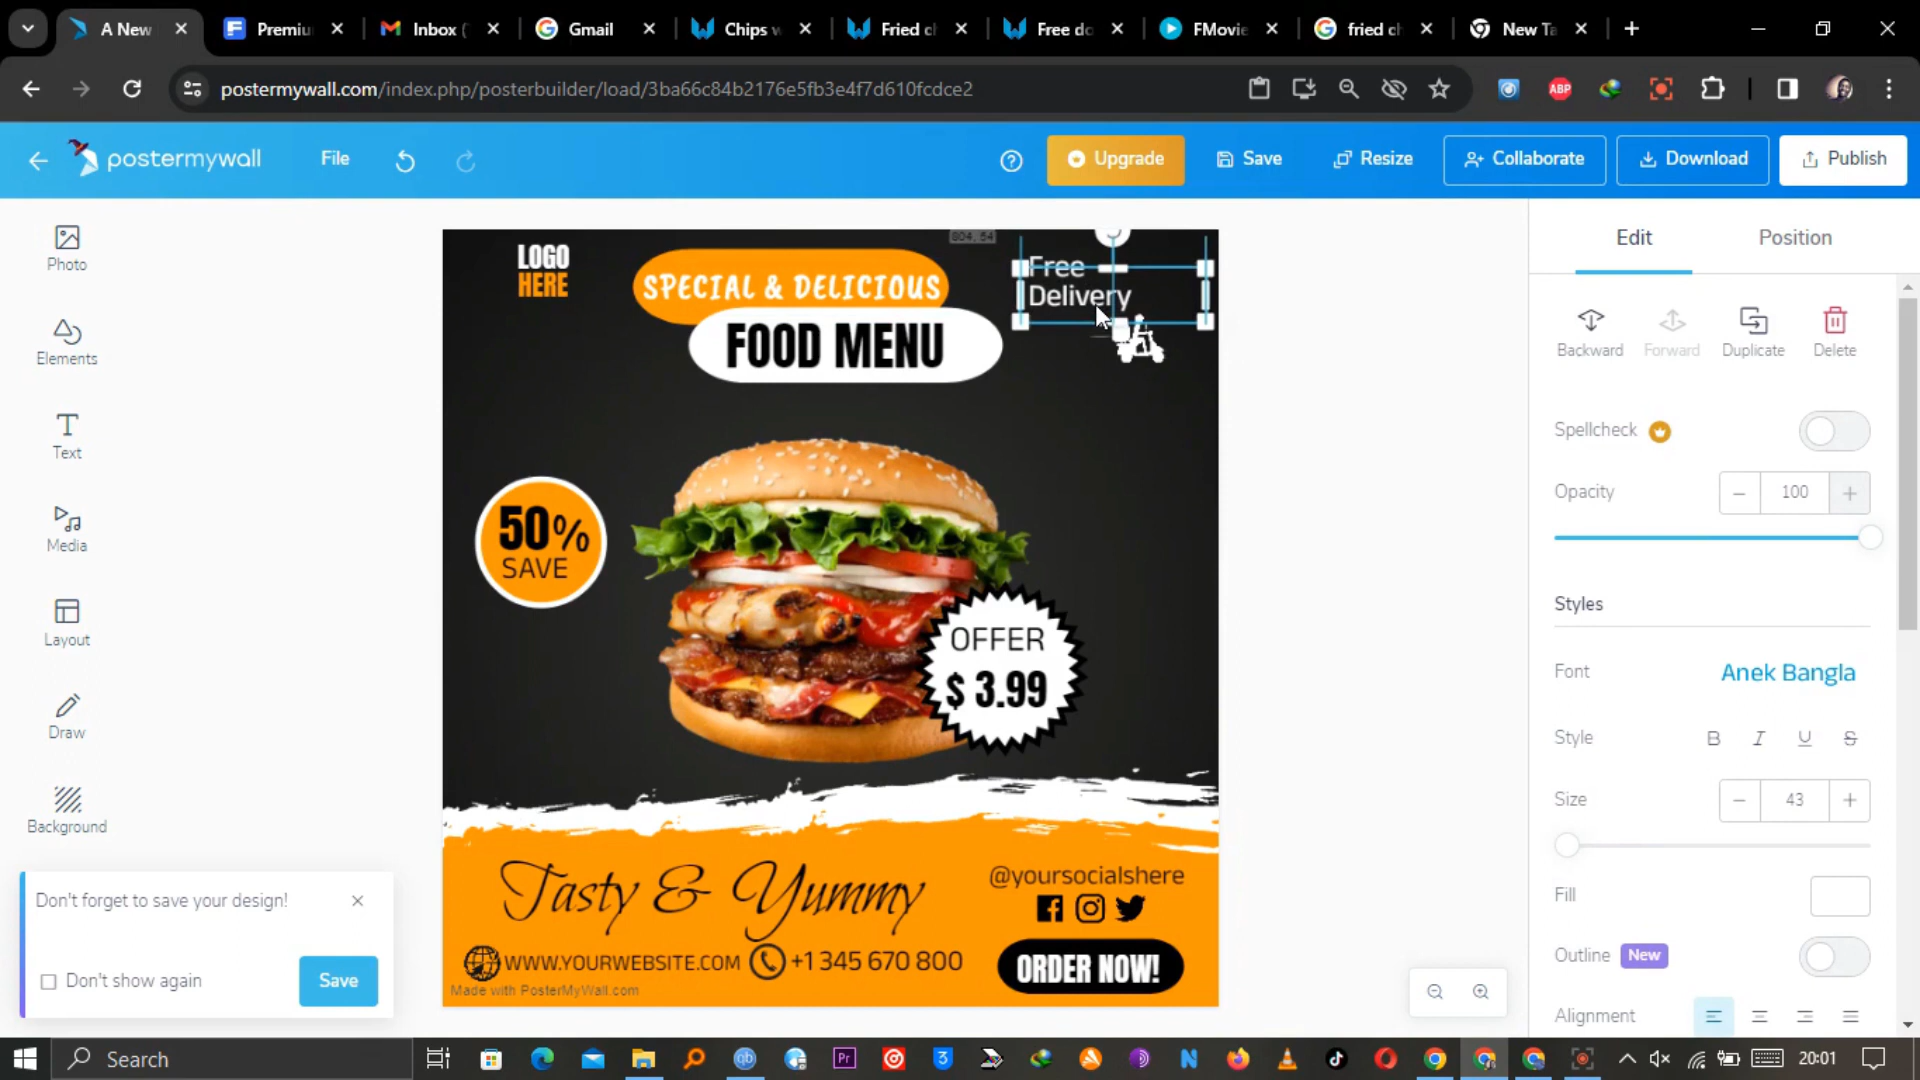 A New
Premiu
Inbox (
Gmail
Chips w
Fried ch
Free do
FMovie
fried ch
New Ta
postermywall.com/index.php/posterbuilder/load/3ba66c84b2176e5fb3e4f7d610fcdce2
ABP
postermywall
File
Upgrade
Save
Resize
Collaborate
Download
Publish
Photo
Elements
Text
Media
Layout
Draw
Background
LOGO
HERE
SPECIAL & DELICIOUS
FOOD MENU
804, 54
Free
Delivery
50%
SAVE
OFFER
$ 3.99
Tasty & Yummy
@yoursocialshere
WWW.YOURWEBSITE.COM
+1 345 670 800
ORDER NOW!
Made with PosterMyWall.com
Edit
Position
Backward
Forward
Duplicate
Delete
Spellcheck
Opacity
100
Styles
Font
Anek Bangla
Style
B I U S
Size
43
Fill
Outline
New
Alignment
Don't forget to save your design!
Don't show again
Save
Search
20:01